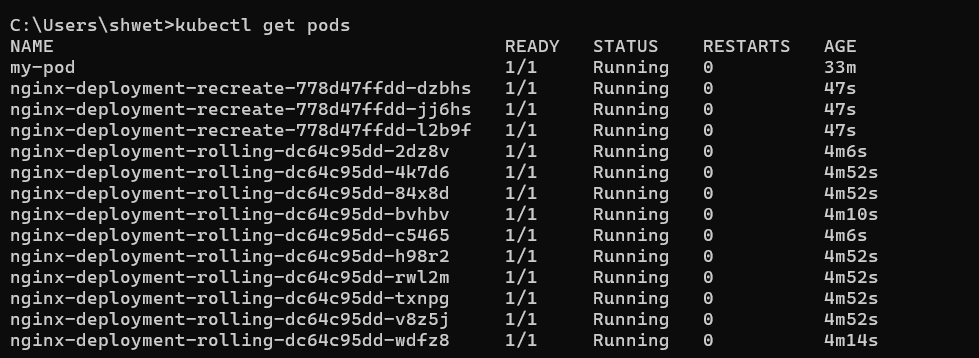 C:\Users\shwet>kubectl get pods
NAME READY STATUS RESTARTS AGE
my-pod 1/1 Running 0 33m
nginx-deployment-recreate-778d47ffdd-dzbhs 1/1 Running 0 47s
nginx-deployment-recreate-778d47ffdd-jj6hs 1/1 Running 0 47s
nginx-deployment-recreate-778d47ffdd-l2b9f 1/1 Running 0 47s
nginx-deployment-rolling-dc64c95dd-2dz8v 1/1 Running 0 4m6s
nginx-deployment-rolling-dc64c95dd-4k7d6 1/1 Running 0 4m52s
nginx-deployment-rolling-dc64c95dd-84x8d 1/1 Running 0 4m52s
nginx-deployment-rolling-dc64c95dd-bvhbv 1/1 Running 0 4m10s
nginx-deployment-rolling-dc64c95dd-c5465 1/1 Running 0 4m6s
nginx-deployment-rolling-dc64c95dd-h98r2 1/1 Running 0 4m52s
nginx-deployment-rolling-dc64c95dd-rwl2m 1/1 Running 0 4m52s
nginx-deployment-rolling-dc64c95dd-txnpg 1/1 Running 0 4m52s
nginx-deployment-rolling-dc64c95dd-v8z5j 1/1 Running 0 4m52s
nginx-deployment-rolling-dc64c95dd-wdfz8 1/1 Running 0 4m14s